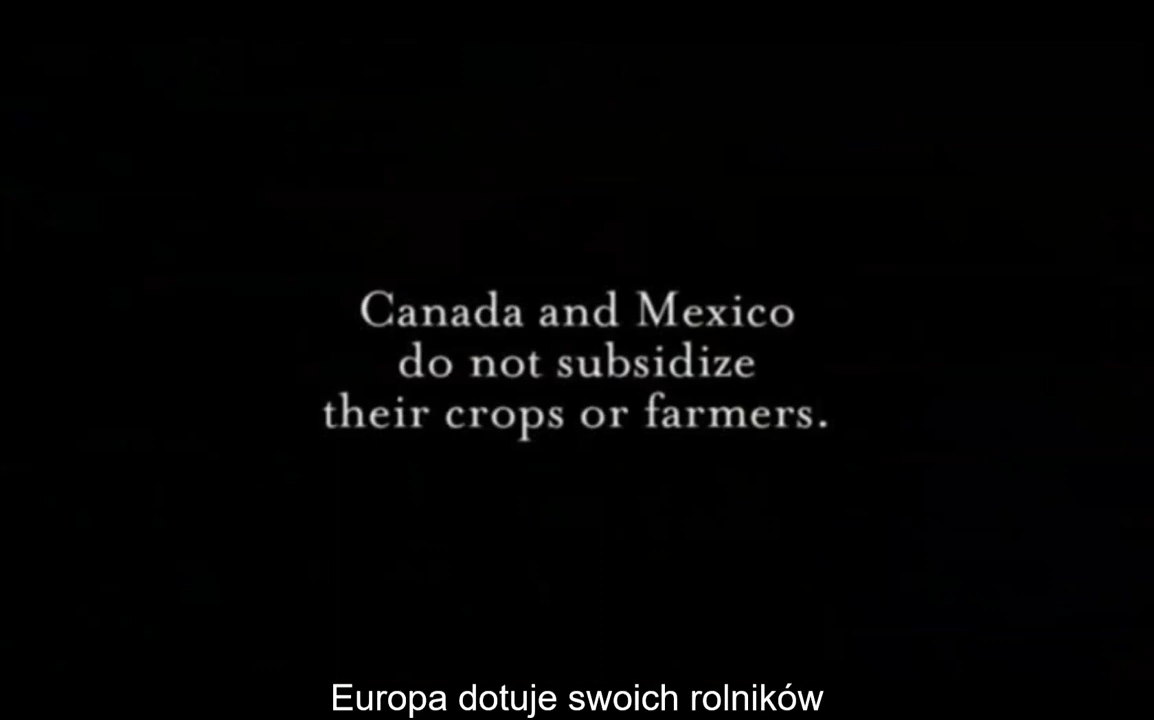 Canada and Mexico
do not subsidize
their crops or farmers.
Europa dotuje swoich rolników